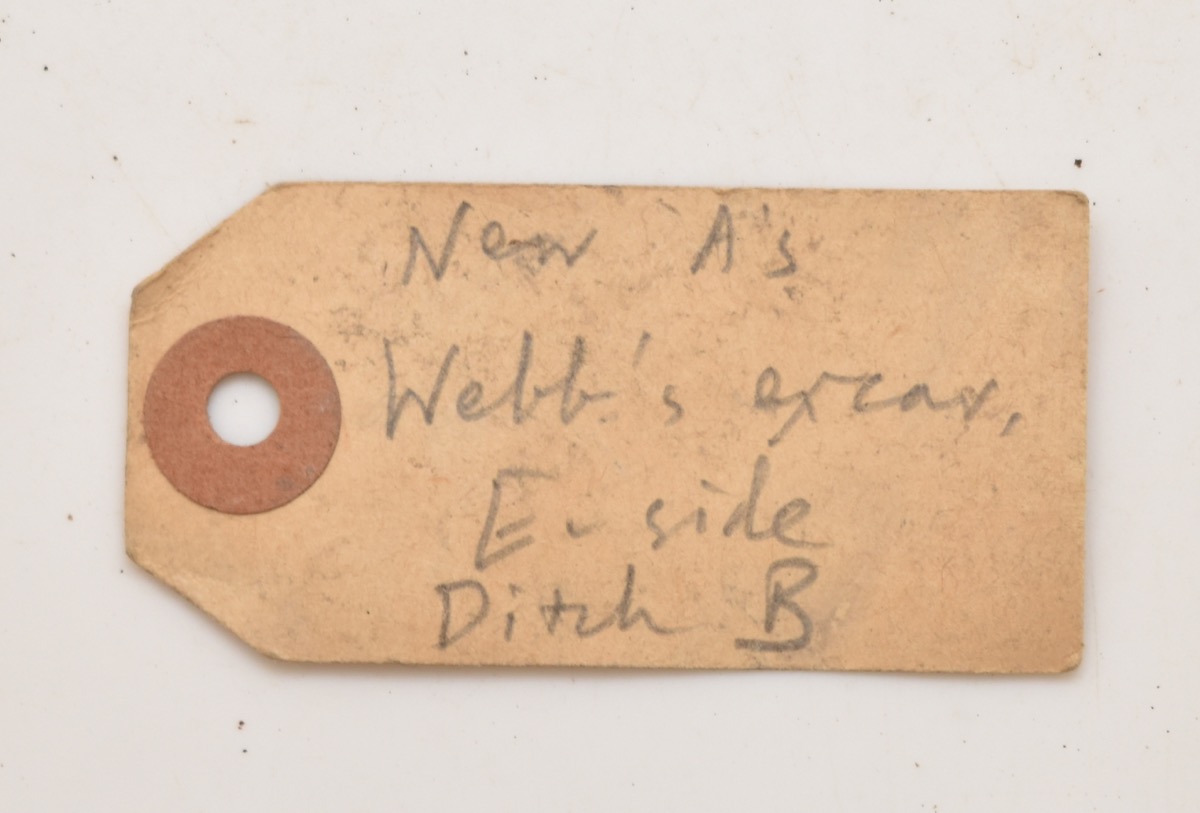 New A's
Webb's excav,
E. side
Ditch B